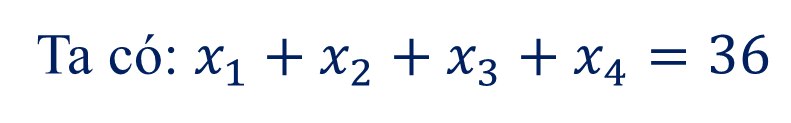 Ta có: x₁ + x₂ + x₃ + x₄ = 36